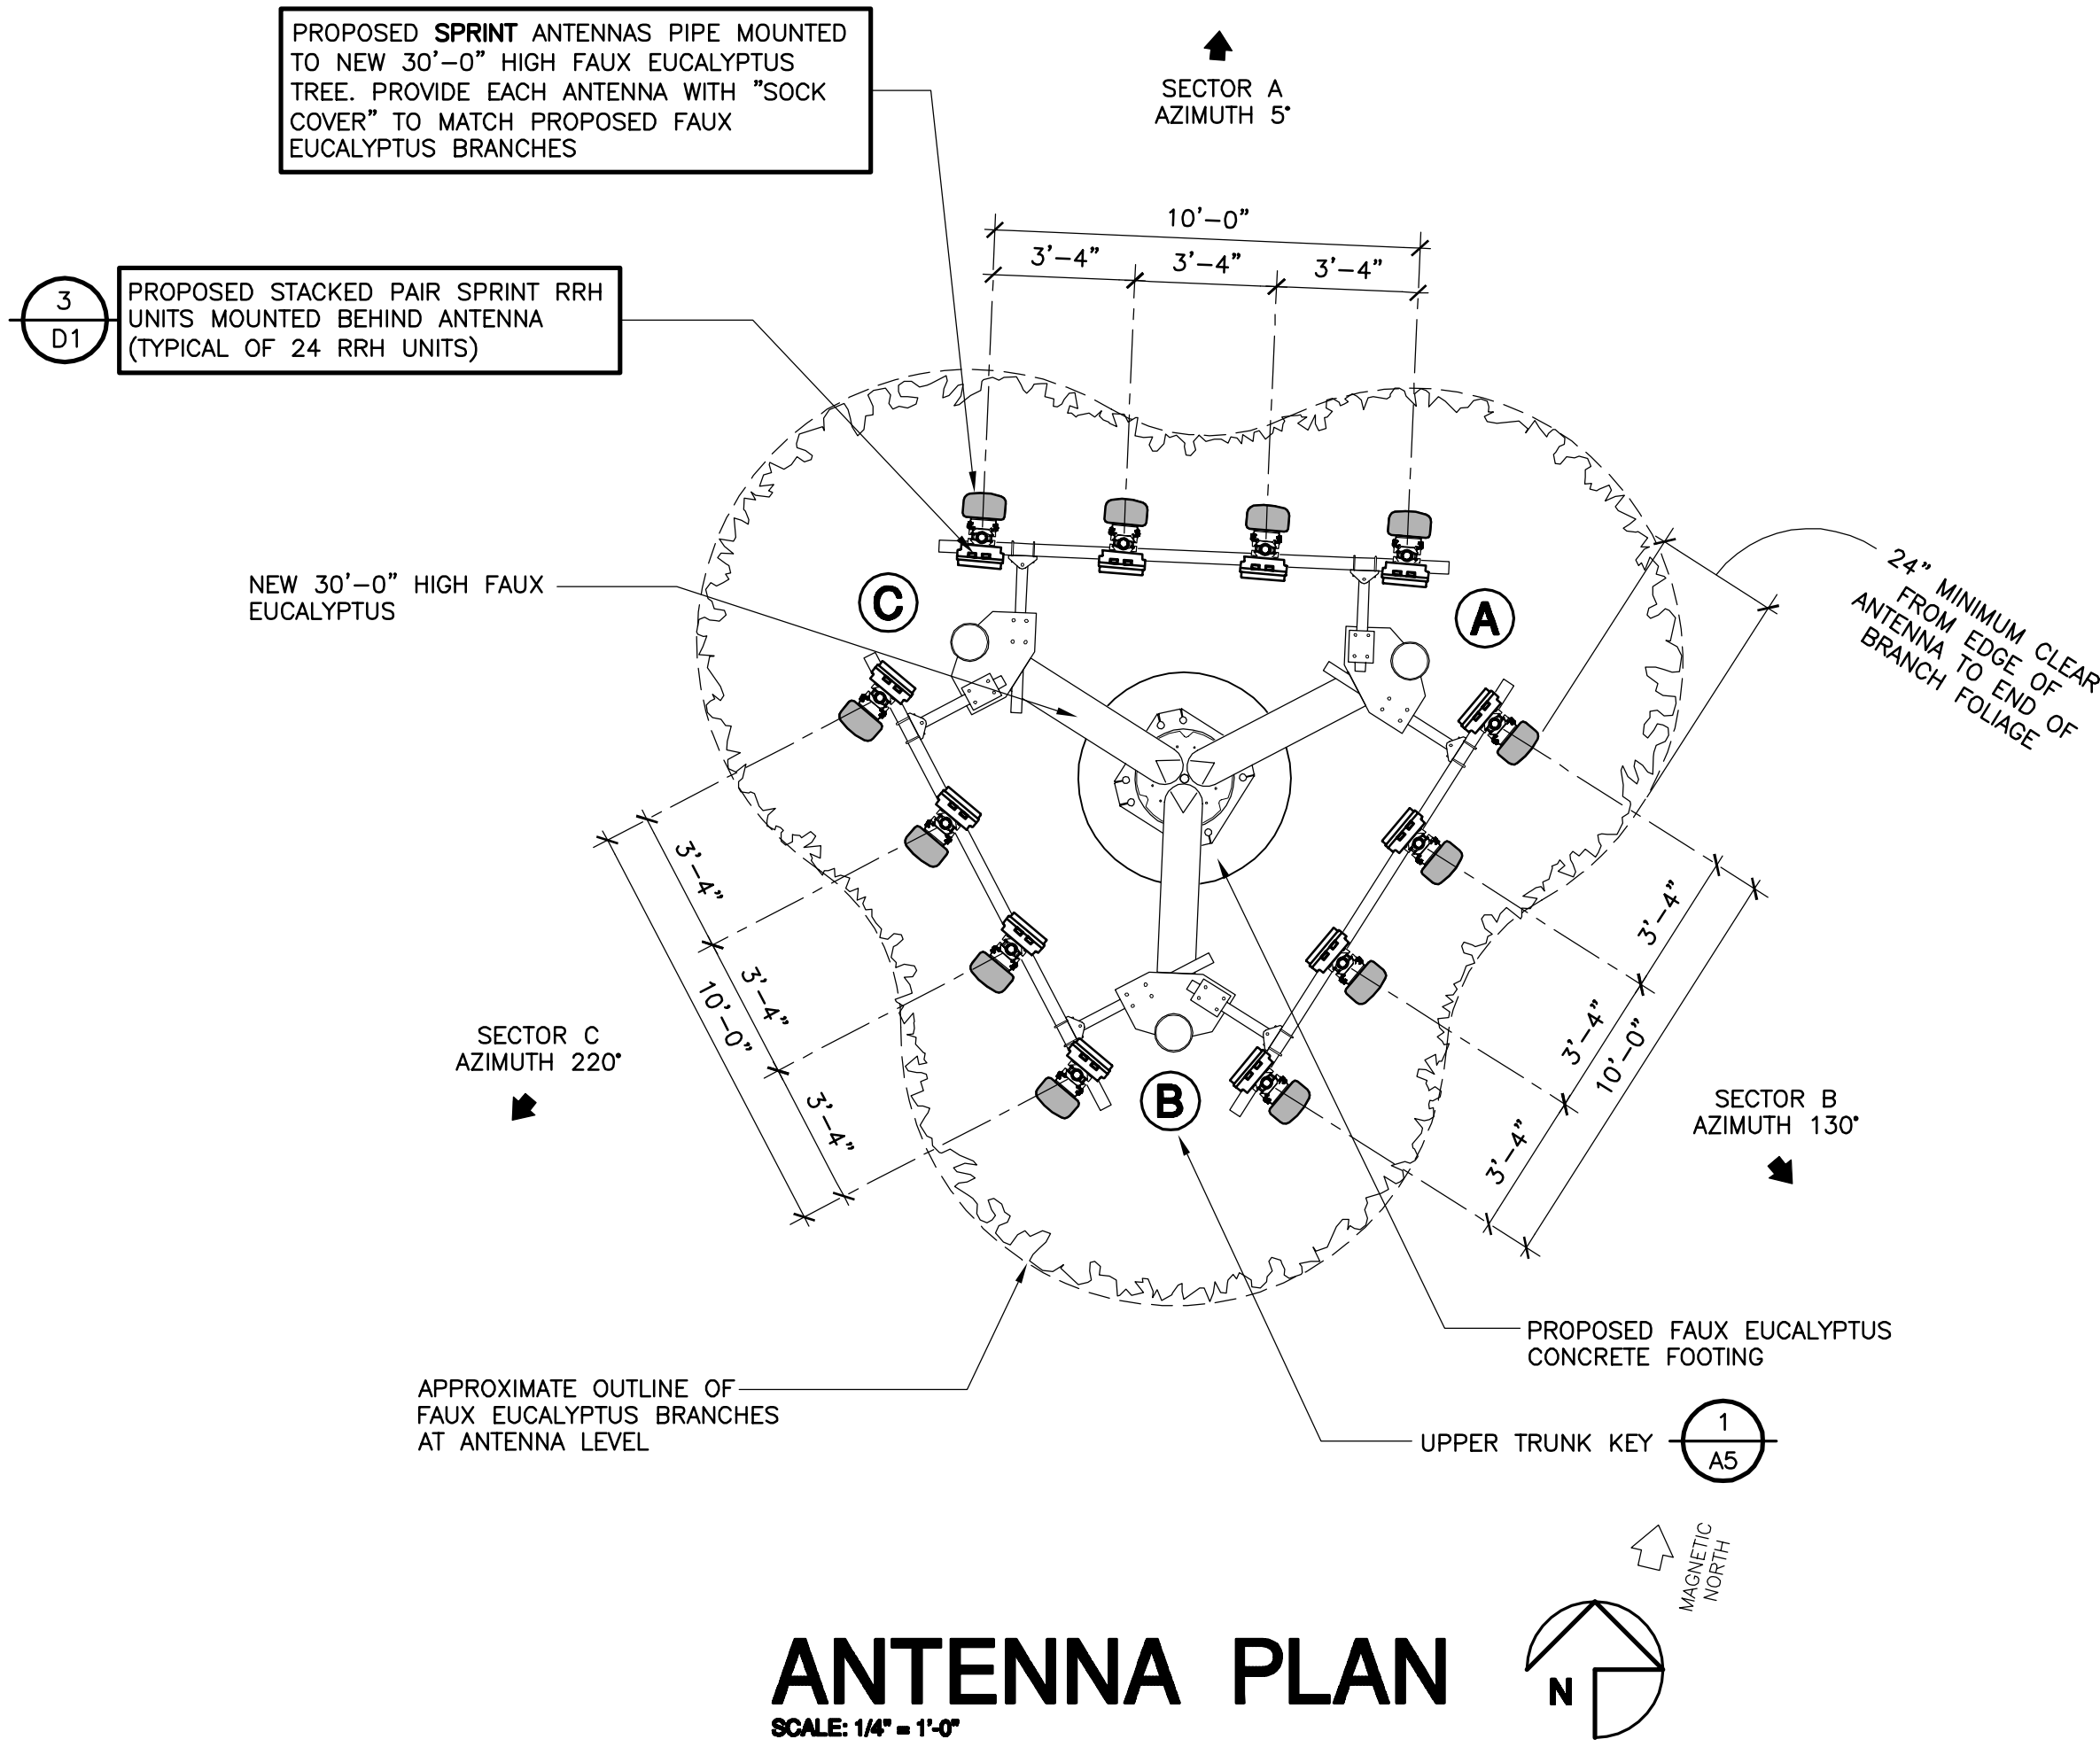 PROPOSED SPRINT ANTENNAS PIPE MOUNTED
TO NEW 30'-0" HIGH FAUX EUCALYPTUS
TREE. PROVIDE EACH ANTENNA WITH "SOCK
COVER" TO MATCH PROPOSED FAUX
EUCALYPTUS BRANCHES
SECTOR A
AZIMUTH 5°
10'-0"
3'-4"
3'-4"
3'-4"
3
D1
PROPOSED STACKED PAIR SPRINT RRH
UNITS MOUNTED BEHIND ANTENNA
(TYPICAL OF 24 RRH UNITS)
NEW 30'-0" HIGH FAUX
EUCALYPTUS
C
A
24" MINIMUM CLEAR
FROM EDGE OF
ANTENNA TO END OF
BRANCH FOLIAGE
3'-4"
3'-4"
10'-0"
3'-4"
3'-4"
3'-4"
10'-0"
3'-4"
SECTOR C
AZIMUTH 220°
B
SECTOR B
AZIMUTH 130°
PROPOSED FAUX EUCALYPTUS
CONCRETE FOOTING
APPROXIMATE OUTLINE OF
FAUX EUCALYPTUS BRANCHES
AT ANTENNA LEVEL
UPPER TRUNK KEY
1
A5
MAGNETIC
NORTH
N
ANTENNA PLAN
SCALE: 1/4" = 1'-0"